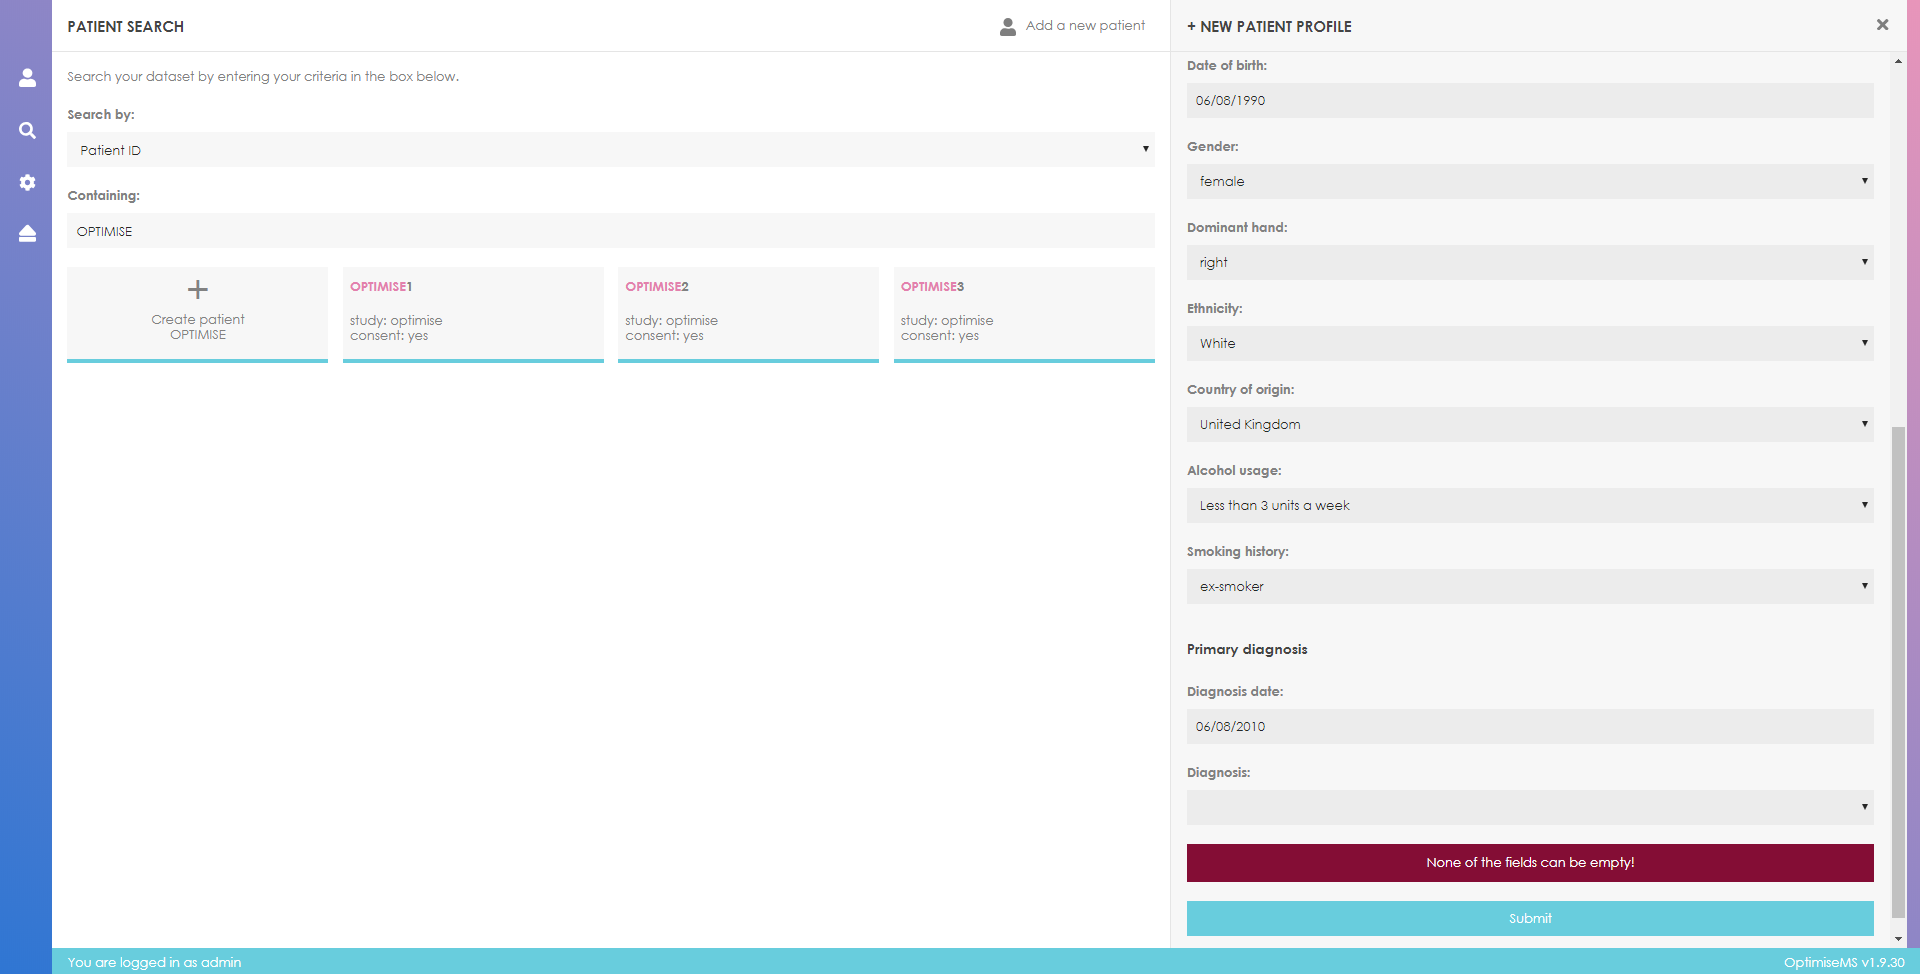 PATIENT SEARCH
Add a new patient
Search your dataset by entering your criteria in the box below.
Search by:
Patient ID
Containing:
OPTIMISE
Create patient
OPTIMISE
OPTIMISE1
study: optimise
consent: yes
OPTIMISE2
study: optimise
consent: yes
OPTIMISE3
study: optimise
consent: yes
+ NEW PATIENT PROFILE
Date of birth:
06/08/1990
Gender:
female
Dominant hand:
right
Ethnicity:
White
Country of origin:
United Kingdom
Alcohol usage:
Less than 3 units a week
Smoking history:
ex-smoker
Primary diagnosis
Diagnosis date:
06/08/2010
Diagnosis:
None of the fields can be empty!
Submit
You are logged in as admin
OptimiseMS v1.9.30